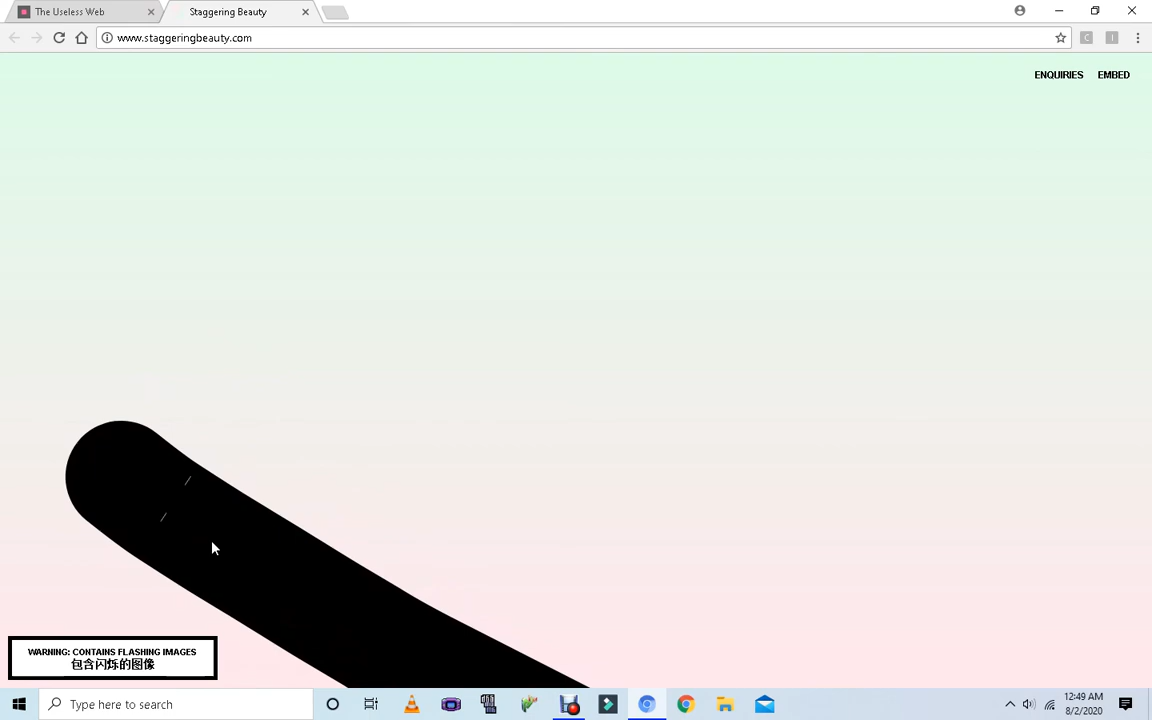 The Useless Web
Staggering Beauty
www.staggeringbeauty.com
ENQUIRIES EMBED
WARNING: CONTAINS FLASHING IMAGES
包含闪烁的图像
Type here to search
12:49 AM
8/2/2020